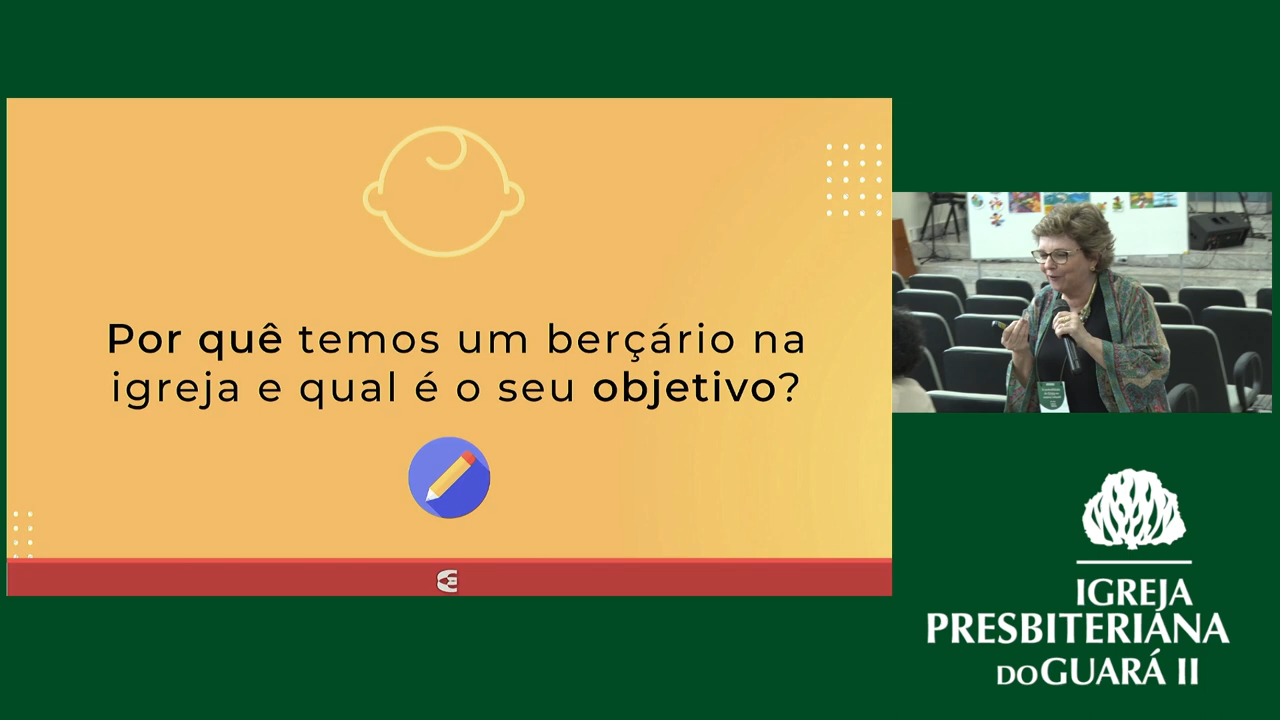 Por quê temos um berçário na
igreja e qual é o seu objetivo?
IGREJA
PRESBITERIANA
DO GUARÁ II